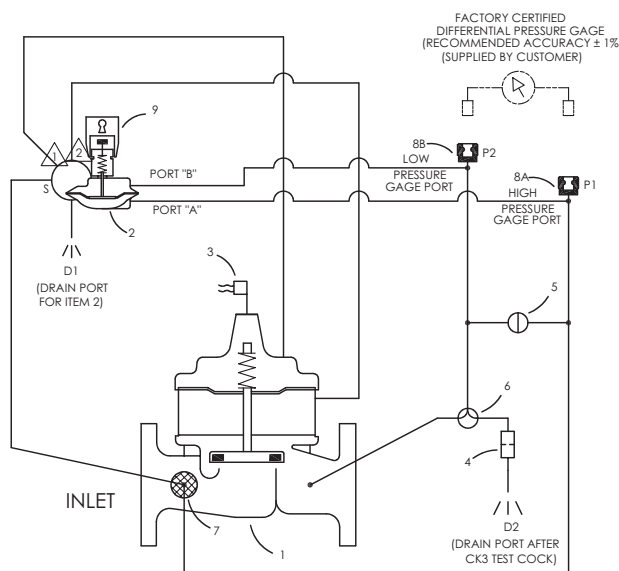 FACTORY CERTIFIED
DIFFERENTIAL PRESSURE GAGE
(RECOMMENDED ACCURACY ± 1%
(SUPPLIED BY CUSTOMER)
9
8B
P2
LOW
PRESSURE
GAGE PORT
8A
P1
HIGH
PRESSURE
GAGE PORT
1
2
S
PORT "B"
PORT "A"
2
D1
(DRAIN PORT
FOR ITEM 2)
3
5
6
4
INLET
7
1
D2
(DRAIN PORT AFTER
CK3 TEST COCK)